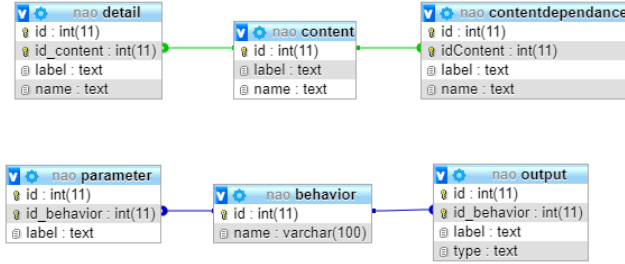 nao detail
id : int(11)
id_content : int(11)
label : text
name : text
nao content
id : int(11)
label : text
name : text
nao contentdependance
id : int(11)
idContent : int(11)
label : text
name : text
nao parameter
id : int(11)
id_behavior : int(11)
label : text
nao behavior
id : int(11)
name : varchar(100)
nao output
id : int(11)
id_behavior : int(11)
label : text
type : text